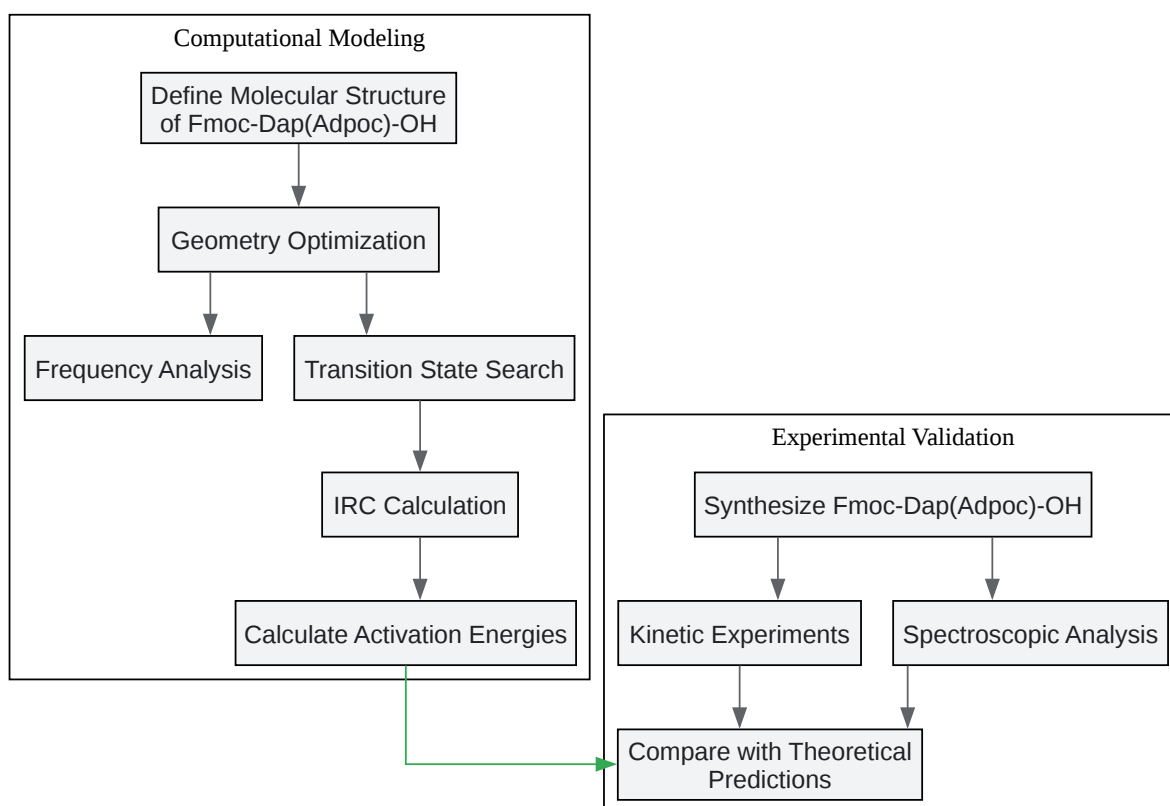 Computational Modeling
Define Molecular Structure
of Fmoc-Dap(Adpoc)-OH
Geometry Optimization
Frequency Analysis
Transition State Search
IRC Calculation
Calculate Activation Energies
Experimental Validation
Synthesize Fmoc-Dap(Adpoc)-OH
Kinetic Experiments
Spectroscopic Analysis
Compare with Theoretical
Predictions